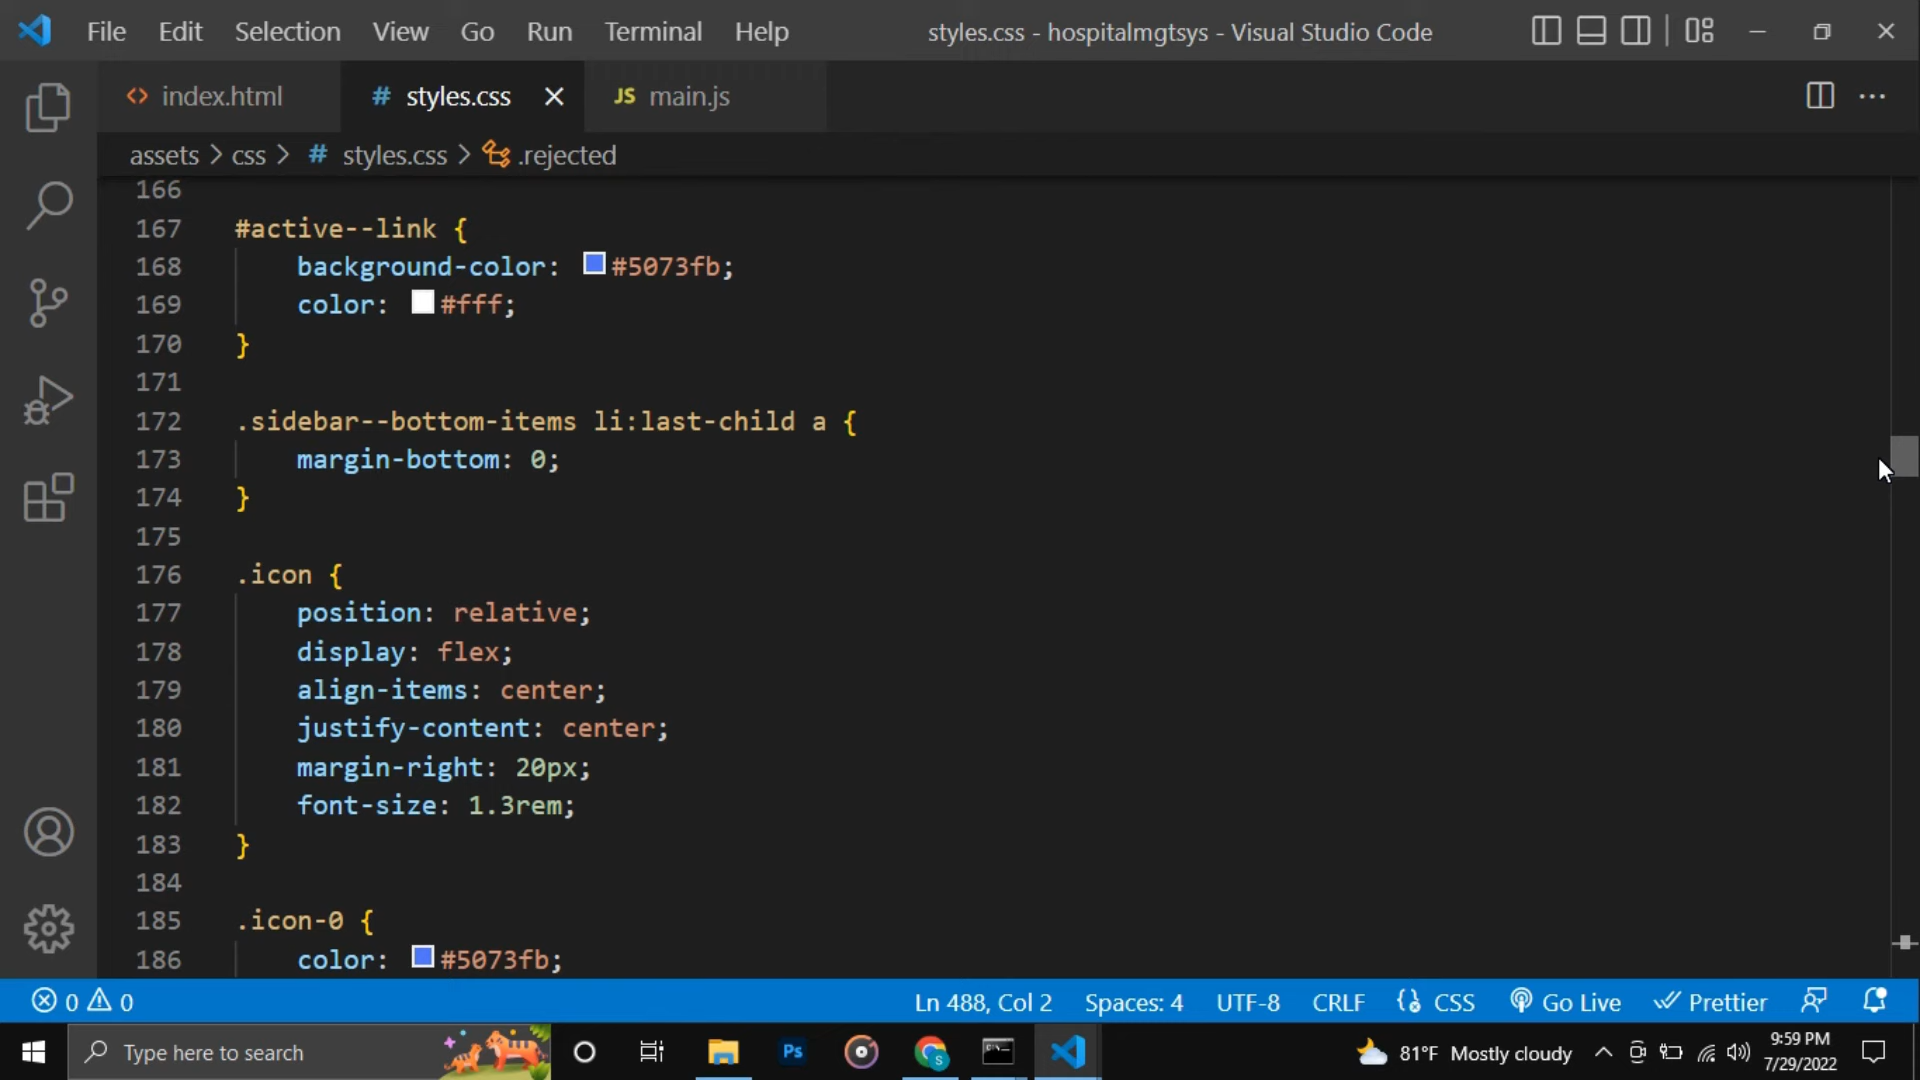 File Edit Selection View Go Run Terminal Help styles.css - hospitalmgtsys - Visual Studio Code
<> index.html # styles.css JS main.js
assets > css > # styles.css > .rejected
166
167 #active--link {
168 background-color: #5073fb;
169 color: #fff;
170 }
171
172 .sidebar--bottom-items li:last-child a {
173 margin-bottom: 0;
174 }
175
176 .icon {
177 position: relative;
178 display: flex;
179 align-items: center;
180 justify-content: center;
181 margin-right: 20px;
182 font-size: 1.3rem;
183 }
184
185 .icon-0 {
186 color: #5073fb;
0 0 Ln 488, Col 2 Spaces: 4 UTF-8 CRLF CSS Go Live Prettier
Type here to search Ps 81°F Mostly cloudy 9:59 PM
7/29/2022